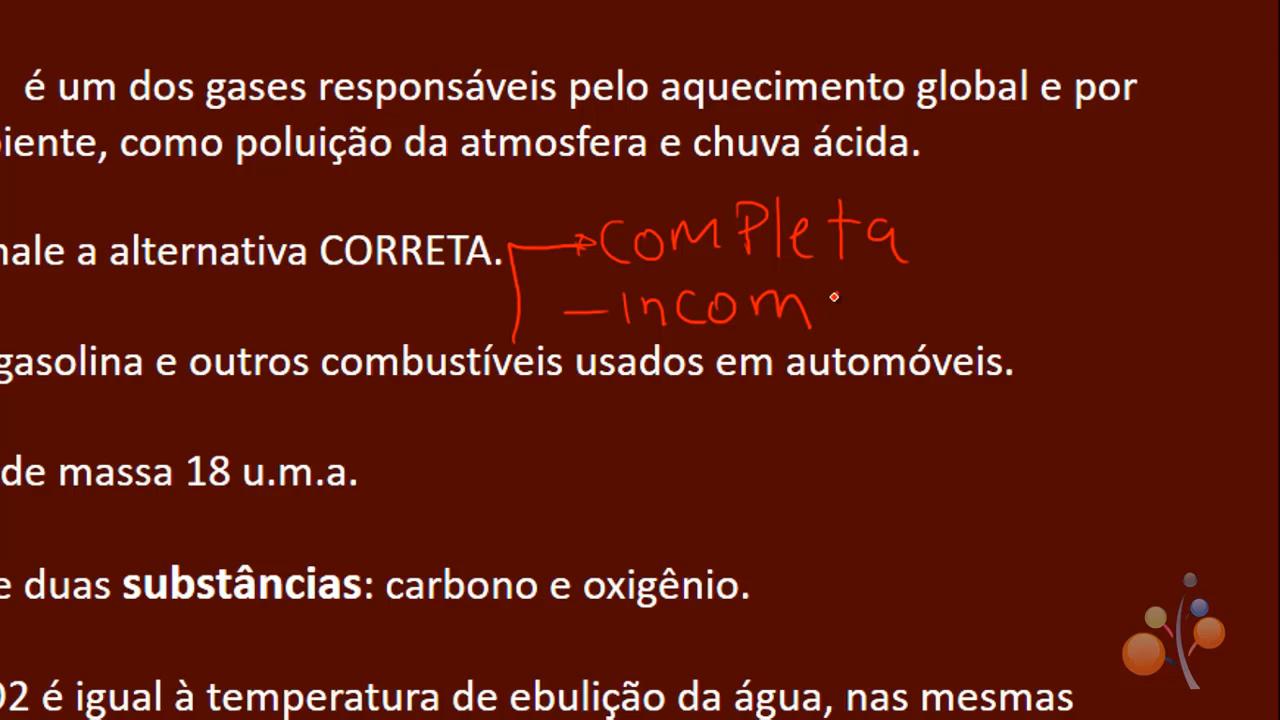 é um dos gases responsáveis pelo aquecimento global e por
iente, como poluição da atmosfera e chuva ácida.
nale a alternativa CORRETA.
ComPleta
incom
gasolina e outros combustíveis usados em automóveis.
de massa 18 u.m.a.
e duas substâncias: carbono e oxigênio.
O2 é igual à temperatura de ebulição da água, nas mesmas